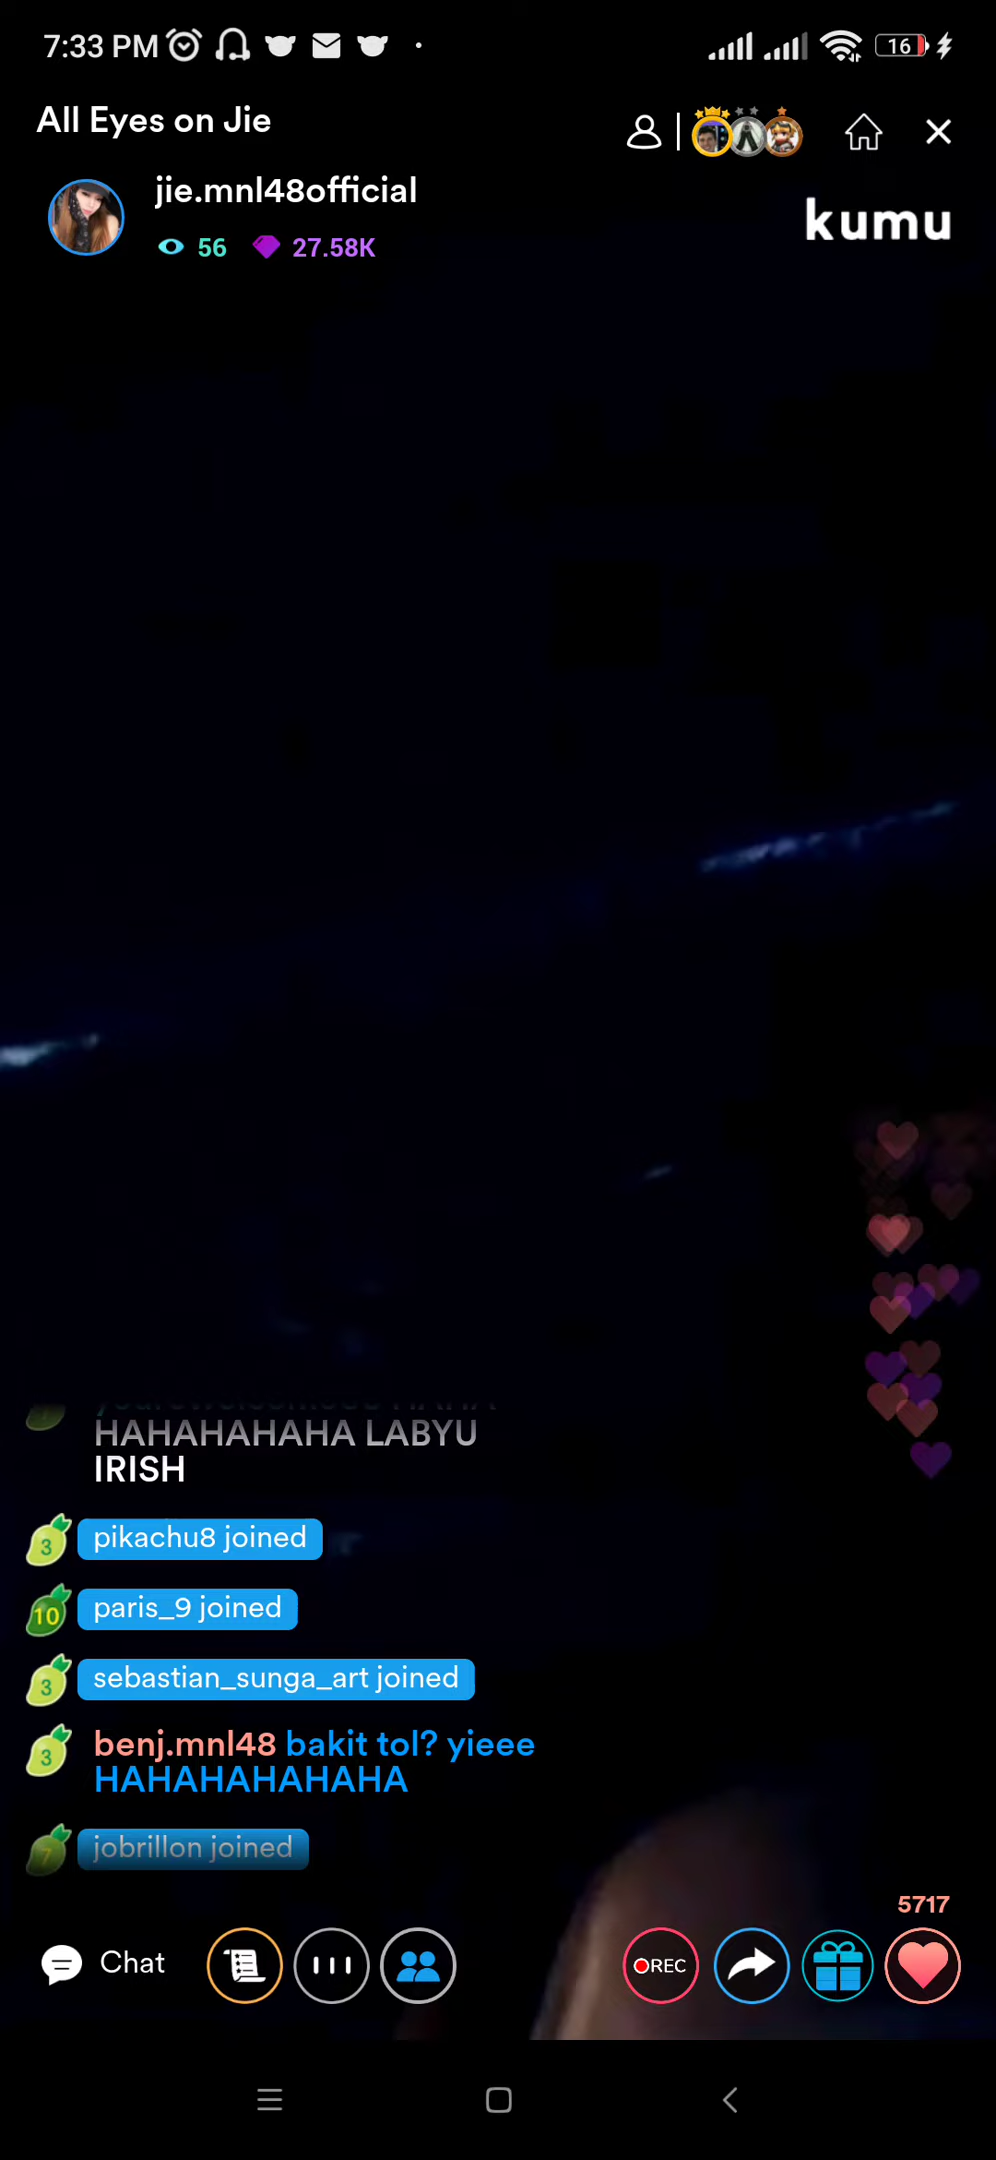 7:33 PM
16
All Eyes on Jie
jie.mnl48official
56 27.58K
kumu
HAHAHAHAHA LABYU
IRISH
3 pikachu8 joined
10 paris_9 joined
3 sebastian_sunga_art joined
3 benj.mnl48 bakit tol? yieee
HAHAHAHAHAHA
7 jobrillon joined
5717
Chat
REC